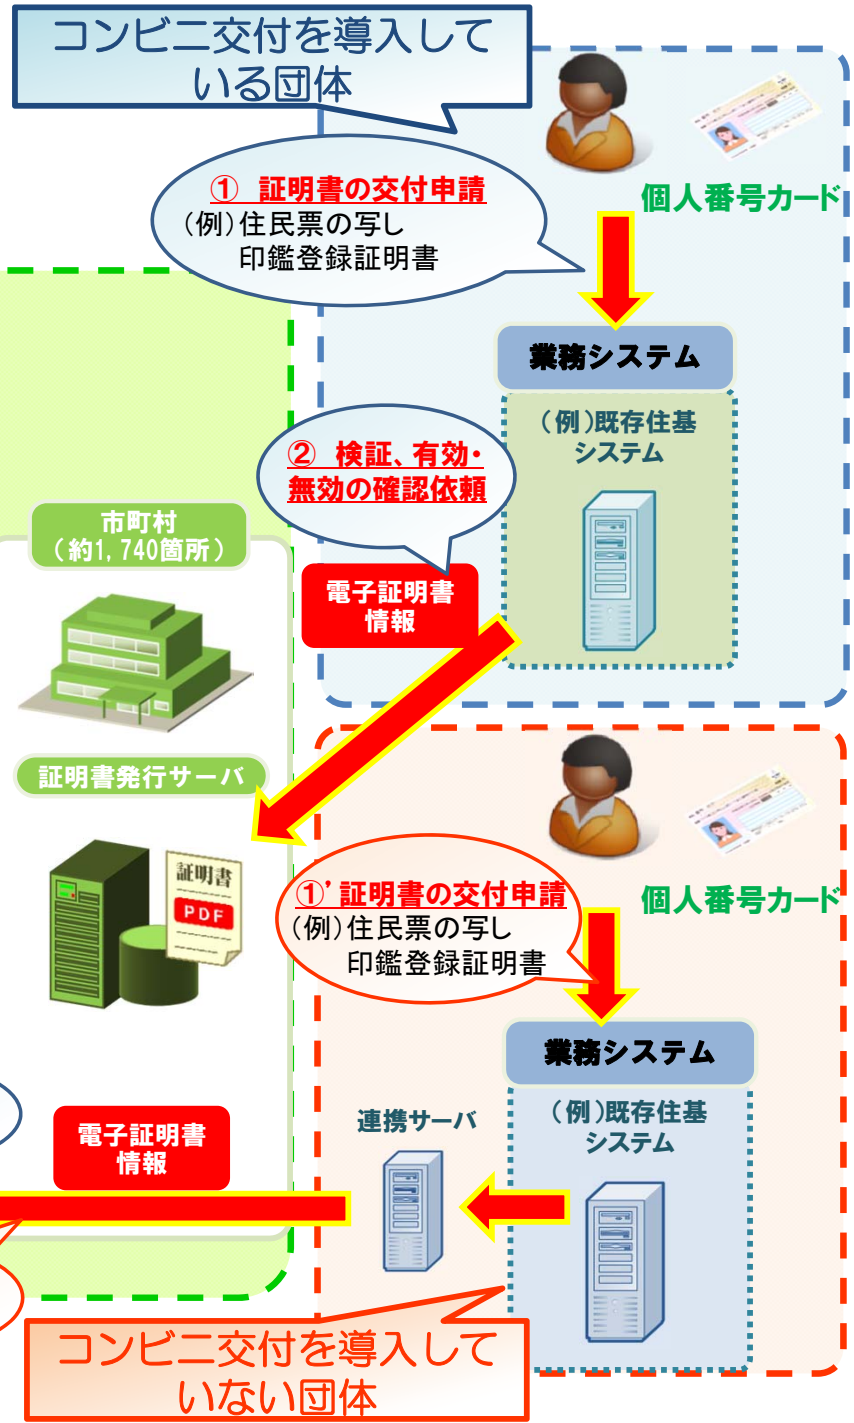 コンビニ交付を導入して
いる団体
① 証明書の交付申請
（例）住民票の写し
印鑑登録証明書
個人番号カード
業務システム
（例）既存住基
システム
② 検証、有効・
無効の確認依頼
市町村
（約1,740箇所）
電子証明書
情報
証明書発行サーバ
証明書
PDF
①’証明書の交付申請
（例）住民票の写し
印鑑登録証明書
個人番号カード
業務システム
（例）既存住基
システム
連携サーバ
電子証明書
情報
コンビニ交付を導入して
いない団体